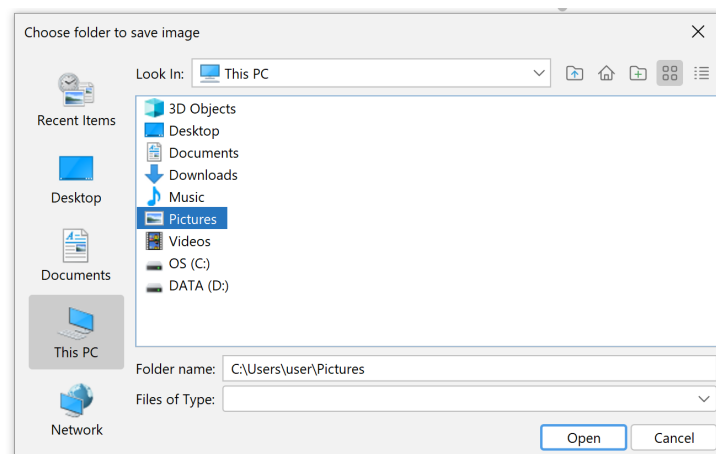 Choose folder to save image
Look In: This PC
Recent Items
Desktop
Documents
This PC
Network
3D Objects
Desktop
Documents
Downloads
Music
Pictures
Videos
OS (C:)
DATA (D:)
Folder name: C:\Users\user\Pictures
Files of Type:
Open Cancel